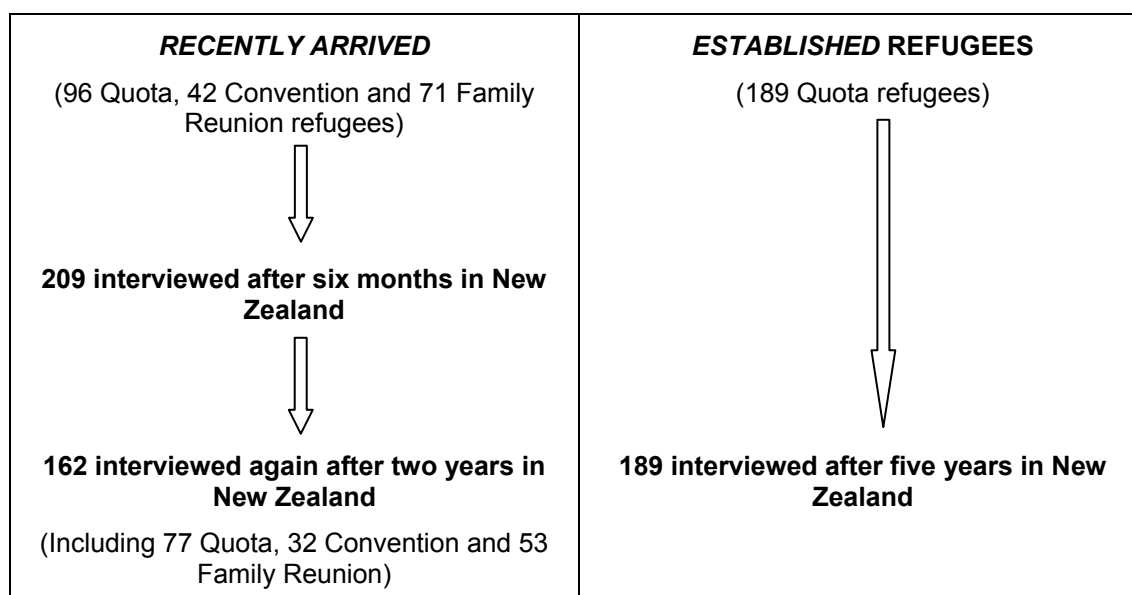 RECENTLY ARRIVED
(96 Quota, 42 Convention and 71 Family
Reunion refugees)
209 interviewed after six months in New
Zealand
162 interviewed again after two years in
New Zealand
(Including 77 Quota, 32 Convention and 53
Family Reunion)
ESTABLISHED REFUGEES
(189 Quota refugees)
189 interviewed after five years in New
Zealand